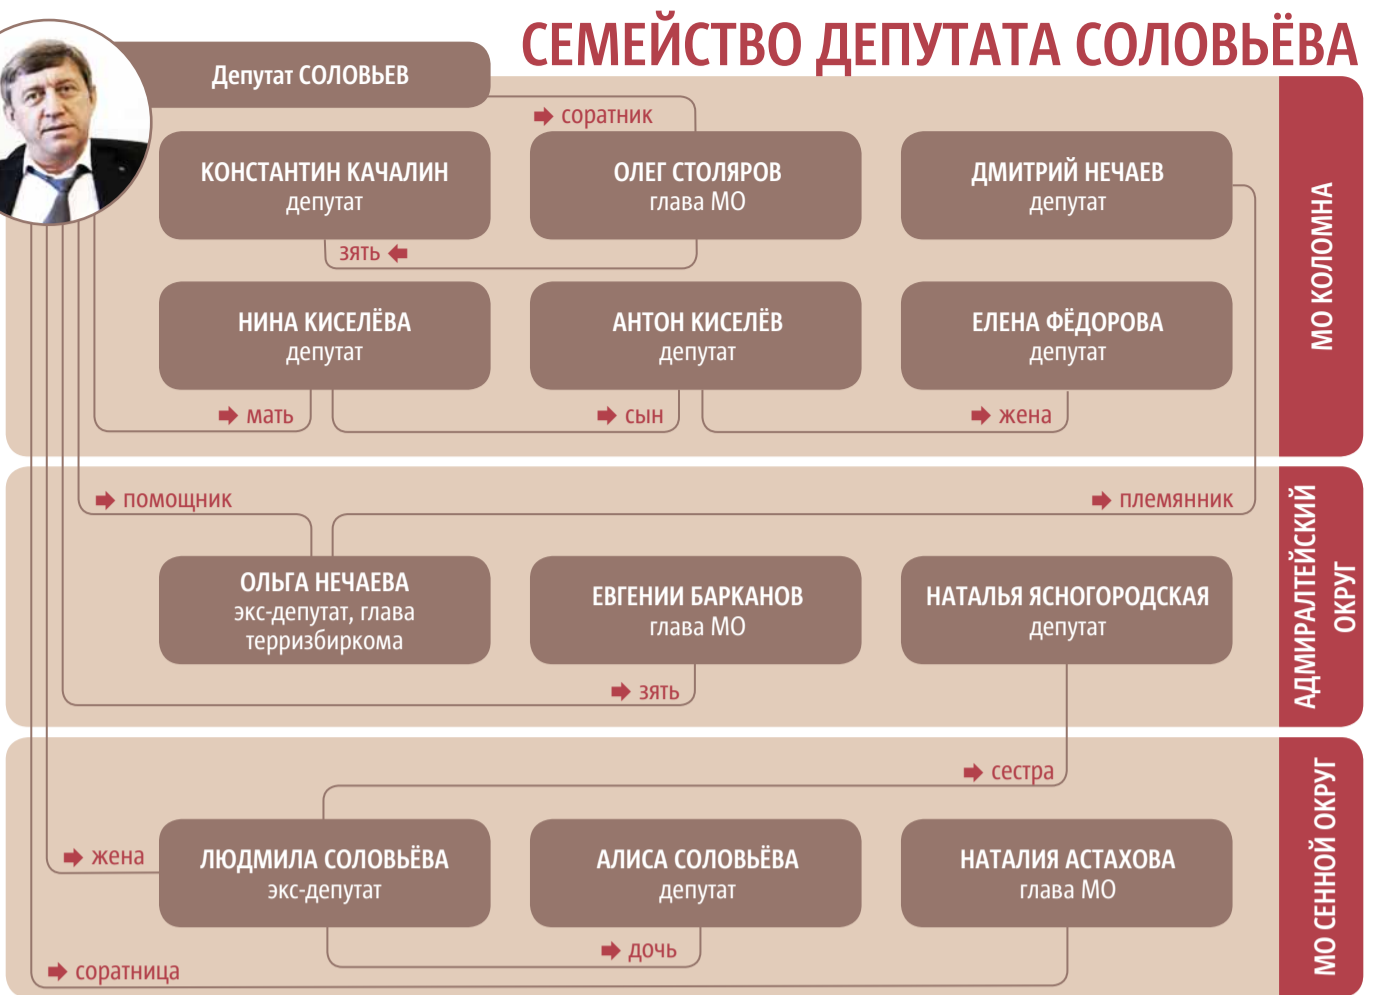 СЕМЕЙСТВО ДЕПУТАТА СОЛОВЬЁВА
Депутат СОЛОВЬЕВ
соратник
КОНСТАНТИН КАЧАЛИН
депутат
ОЛЕГ СТОЛЯРОВ
глава МО
ДМИТРИЙ НЕЧАЕВ
депутат
зять
НИНА КИСЕЛЁВА
депутат
АНТОН КИСЕЛЁВ
депутат
ЕЛЕНА ФЁДОРОВА
депутат
мать
сын
жена
МО КОЛОМНА
помощник
племянник
ОЛЬГА НЕЧАЕВА
экс-депутат, глава
терризбиркома
ЕВГЕНИИ БАРКАНОВ
глава МО
НАТАЛЬЯ ЯСНОГОРОДСКАЯ
депутат
зять
АДМИРАЛТЕЙСКИЙ
ОКРУГ
сестра
жена
ЛЮДМИЛА СОЛОВЬЁВА
экс-депутат
АЛИСА СОЛОВЬЁВА
депутат
НАТАЛИЯ АСТАХОВА
глава МО
дочь
соратница
МО СЕННОЙ ОКРУГ